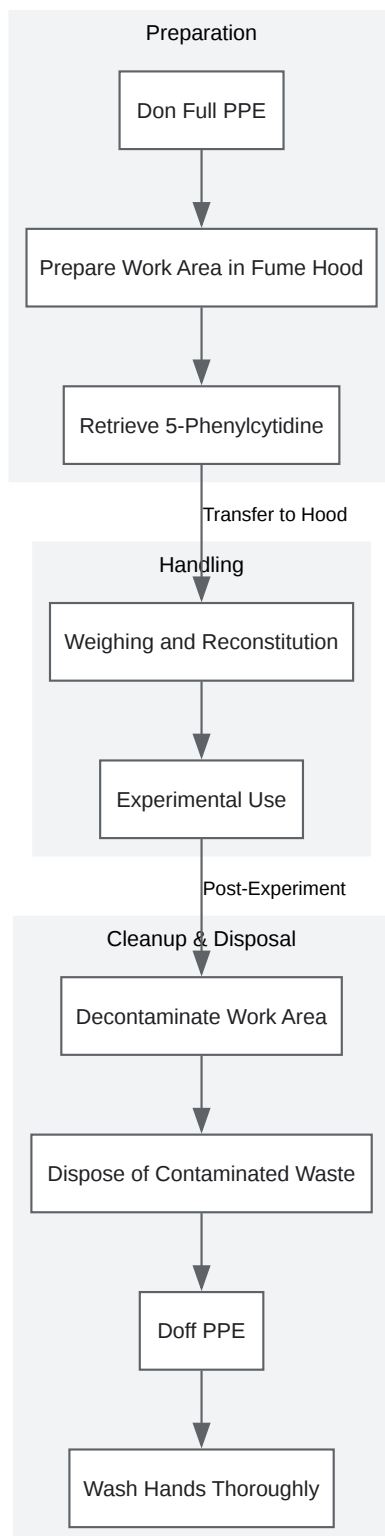 Preparation
Don Full PPE
Prepare Work Area in Fume Hood
Retrieve 5-Phenylcytidine
Transfer to Hood
Handling
Weighing and Reconstitution
Experimental Use
Post-Experiment
Cleanup & Disposal
Decontaminate Work Area
Dispose of Contaminated Waste
Doff PPE
Wash Hands Thoroughly